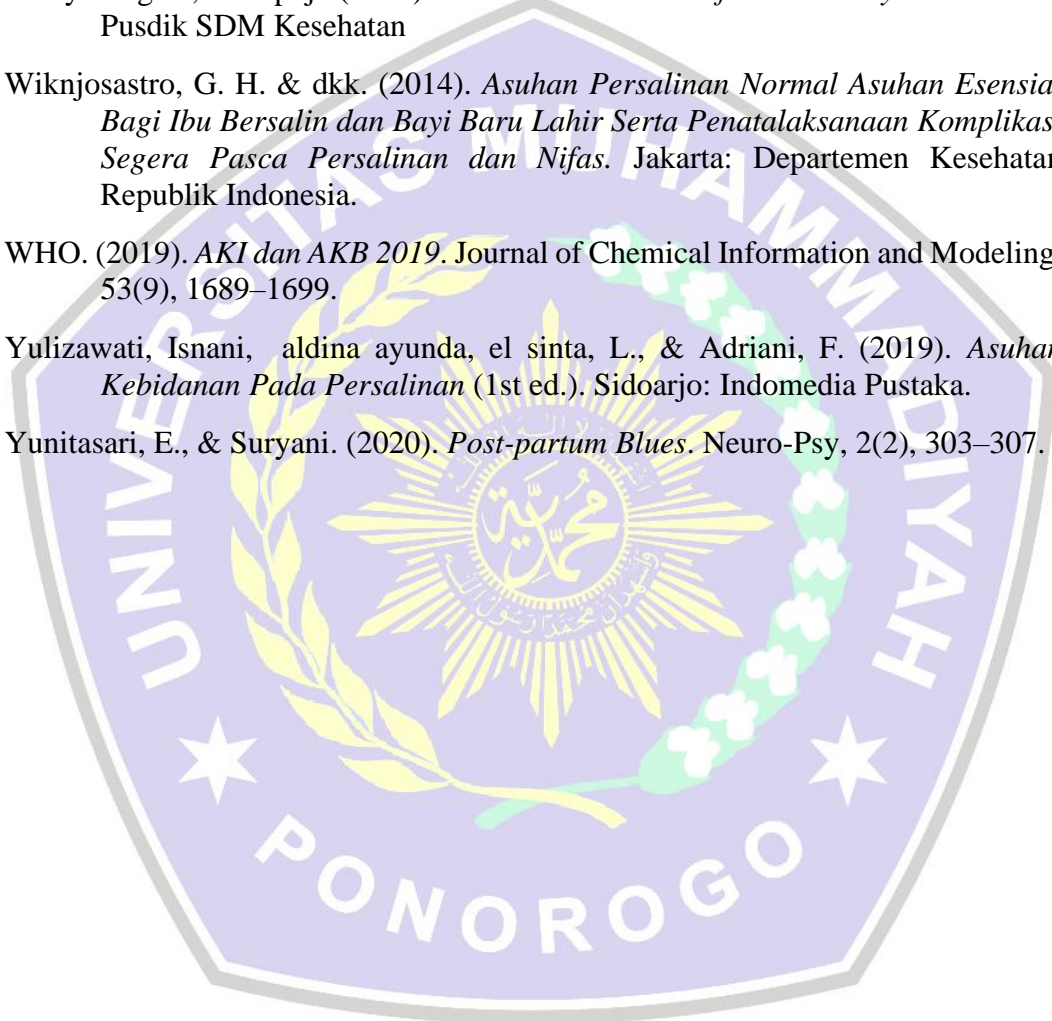 Pusdik SDM Kesehatan
Wiknjosastro, G. H. & dkk. (2014). Asuhan Persalinan Normal Asuhan Esensia
Bagi Ibu Bersalin dan Bayi Baru Lahir Serta Penatalaksanaan Komplikas
Segera Pasca Persalinan dan Nifas. Jakarta: Departemen Kesehatan
Republik Indonesia.
WHO. (2019). AKI dan AKB 2019. Journal of Chemical Information and Modeling
53(9), 1689–1699.
Yulizawati, Isnani, aldina ayunda, el sinta, L., & Adriani, F. (2019). Asuhan
Kebidanan Pada Persalinan (1st ed.). Sidoarjo: Indomedia Pustaka.
Yunitasari, E., & Suryani. (2020). Post-partum Blues. Neuro-Psy, 2(2), 303–307.
UNIVERSITAS MUHAMMADIYAH
PONOROGO
محمدية